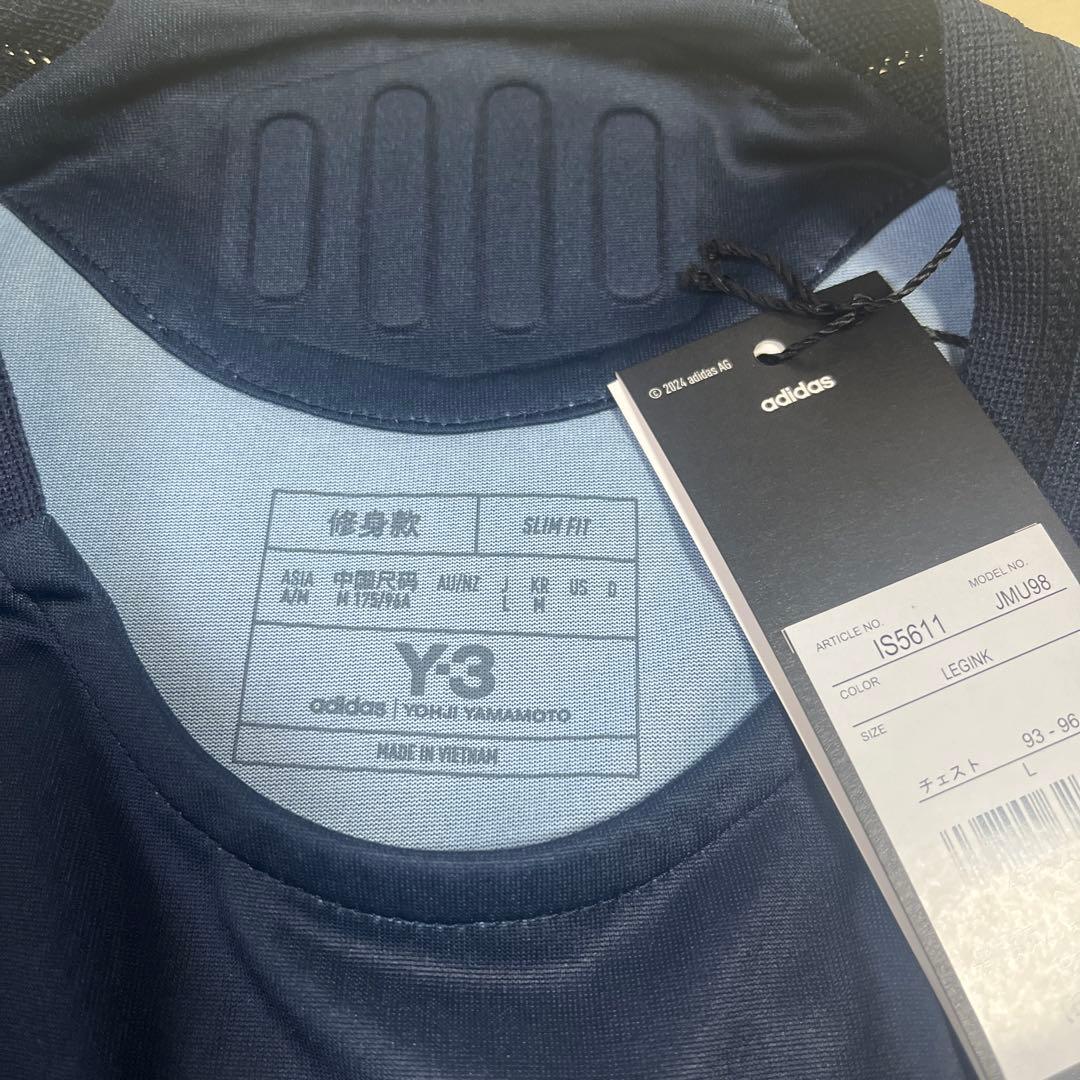 © 2024 adidas AG
adidas
修身款 SLIM FIT
ASIA 中国尺码 AU/NZ J KR US D
A/M M 175/96A L M
Y-3
adidas | YOHJI YAMAMOTO
MADE IN VIETNAM
ARTICLE NO. MODEL NO.
IS5611 JMU98
COLOR LEGINK
SIZE
チェスト 93-96
L